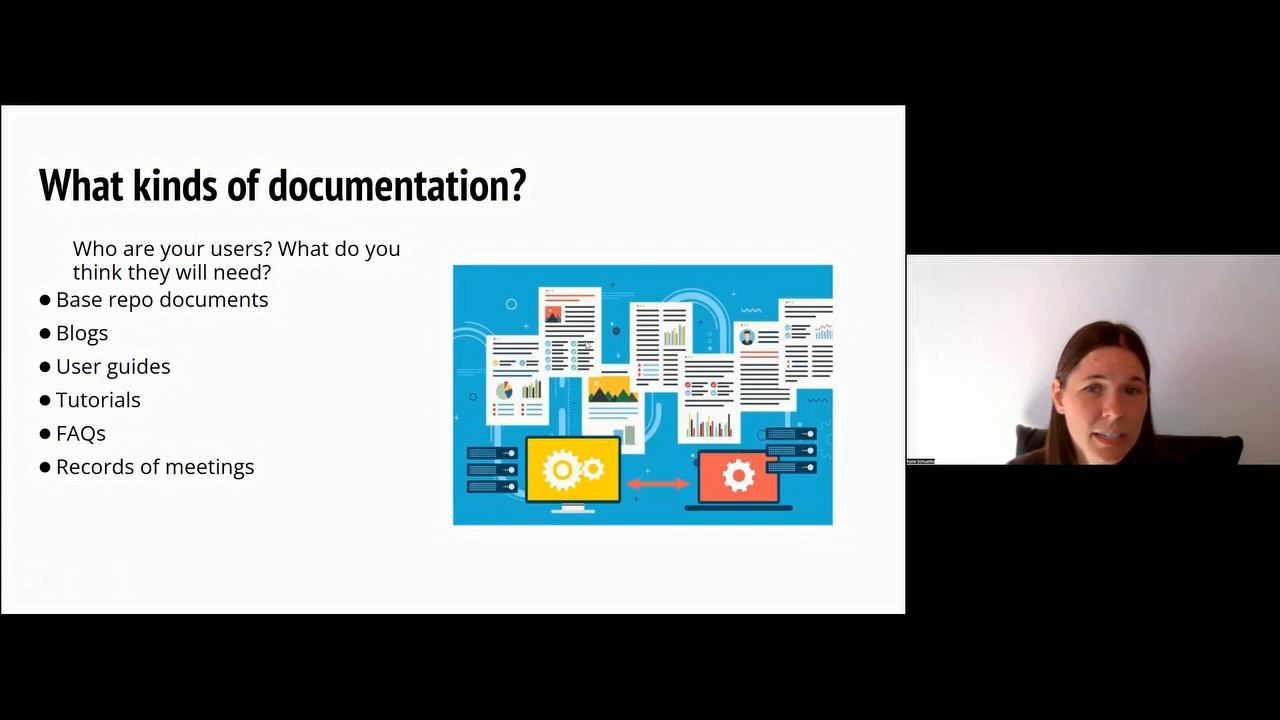 What kinds of documentation?
Who are your users? What do you
think they will need?
● Base repo documents
● Blogs
● User guides
● Tutorials
● FAQs
● Records of meetings